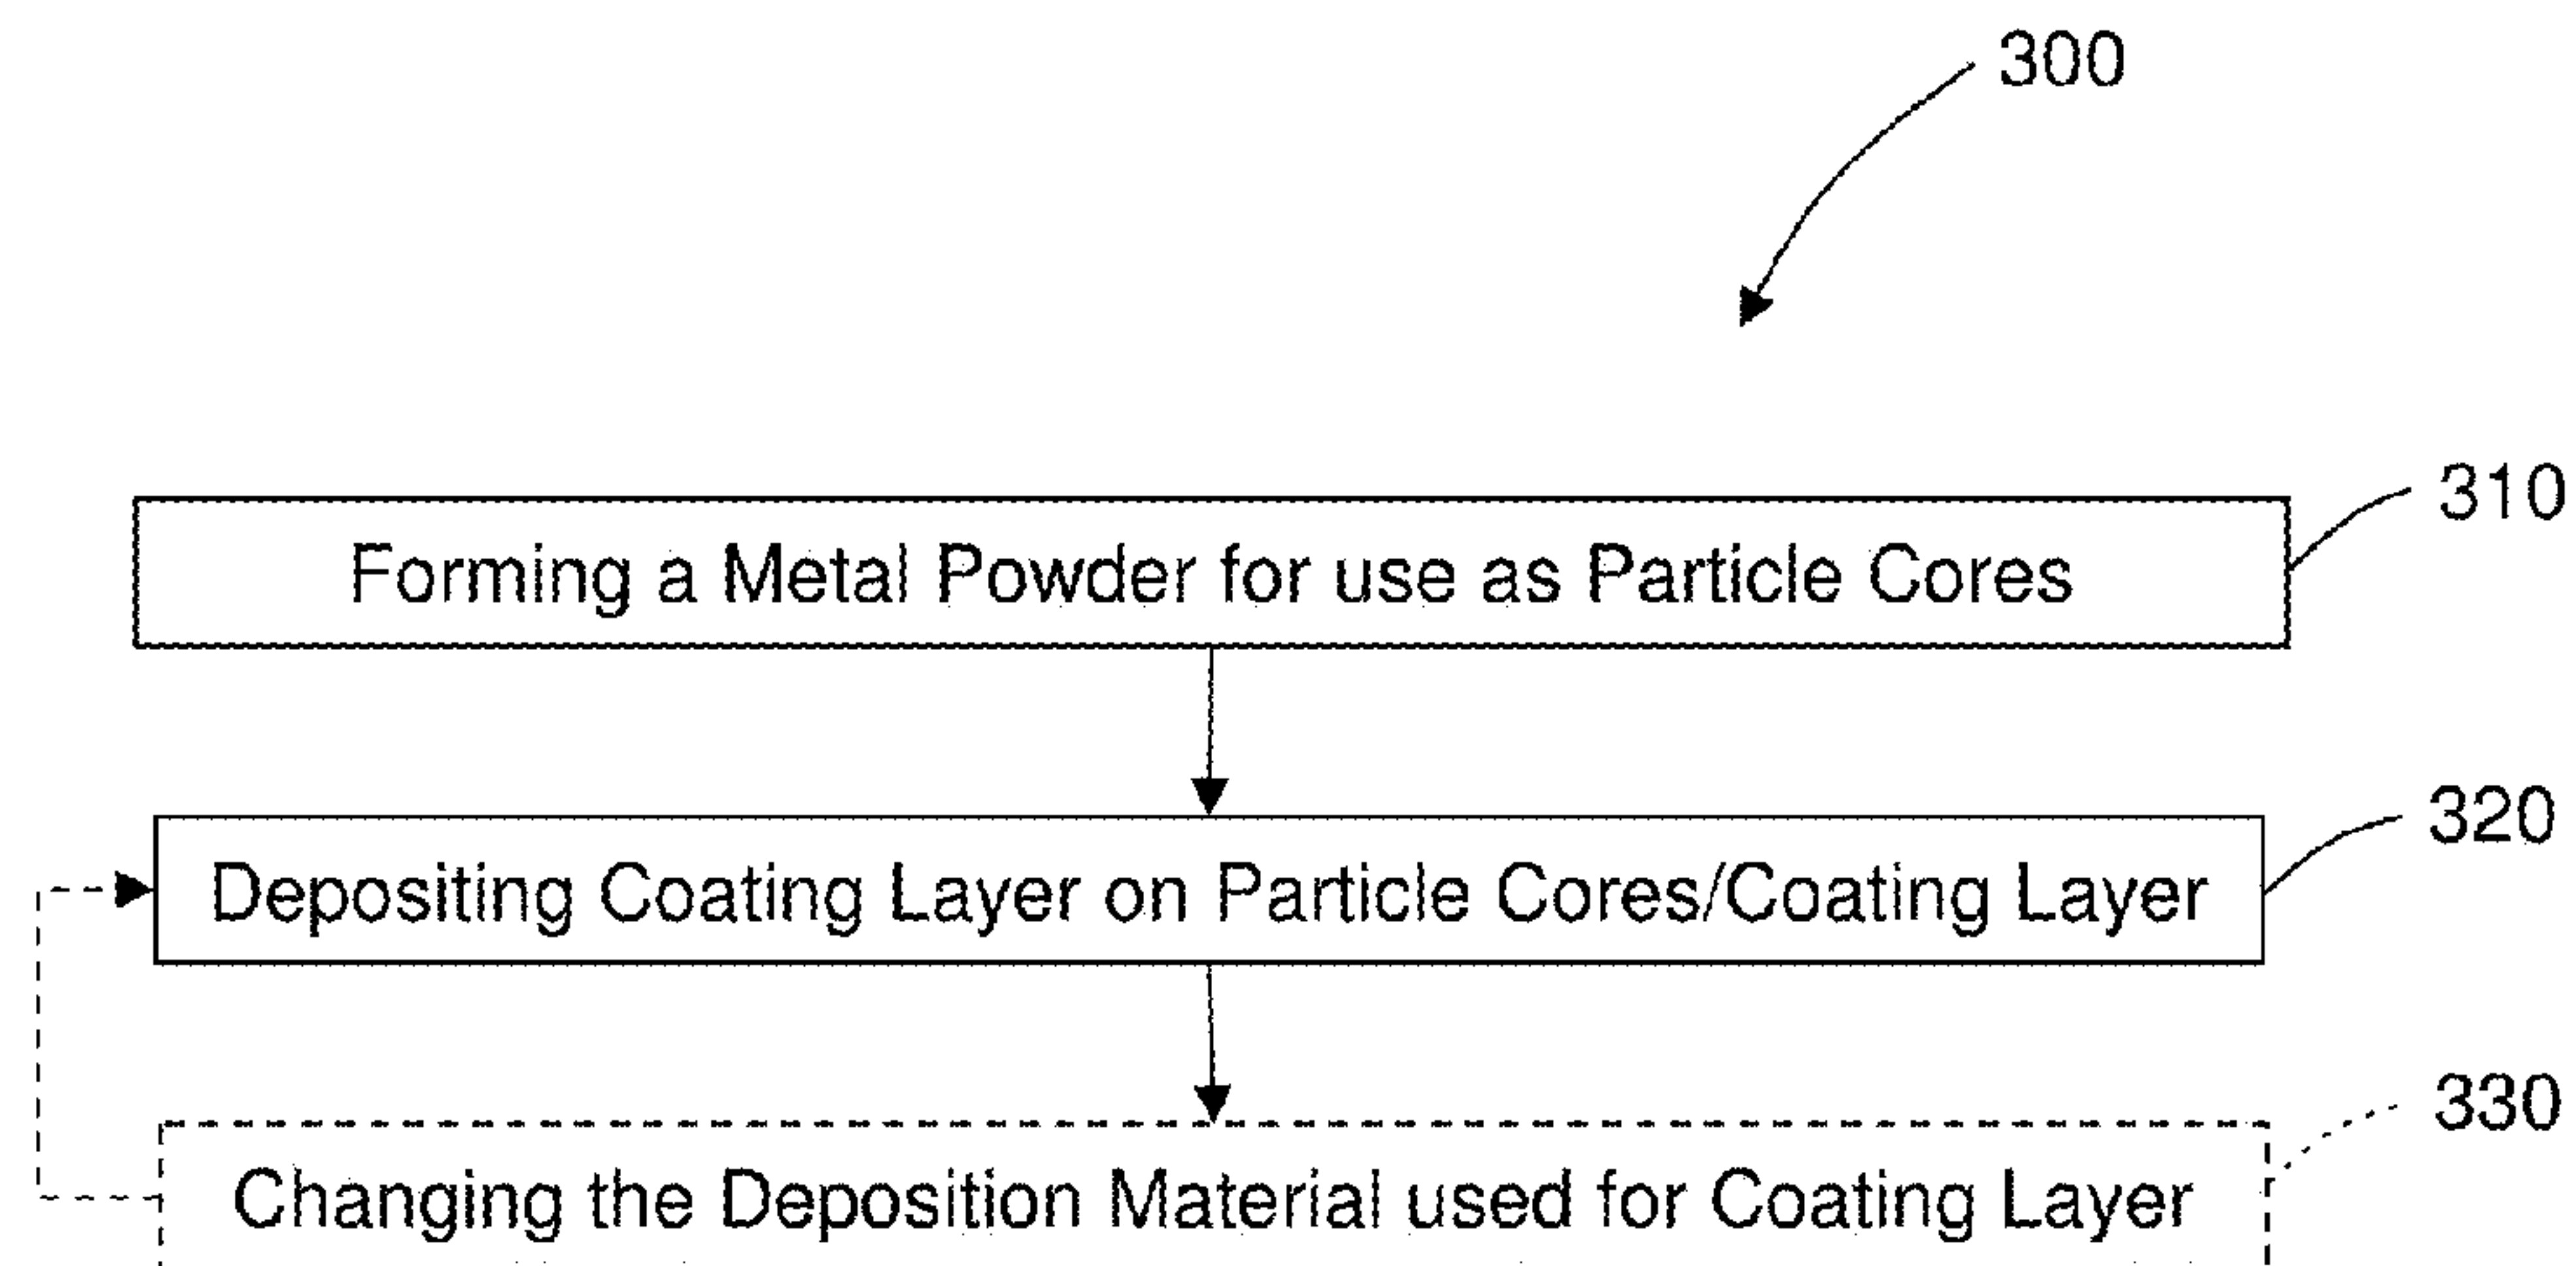 300
310
Forming a Metal Powder for use as Particle Cores
320
Depositing Coating Layer on Particle Cores/Coating Layer
330
Changing the Deposition Material used for Coating Layer